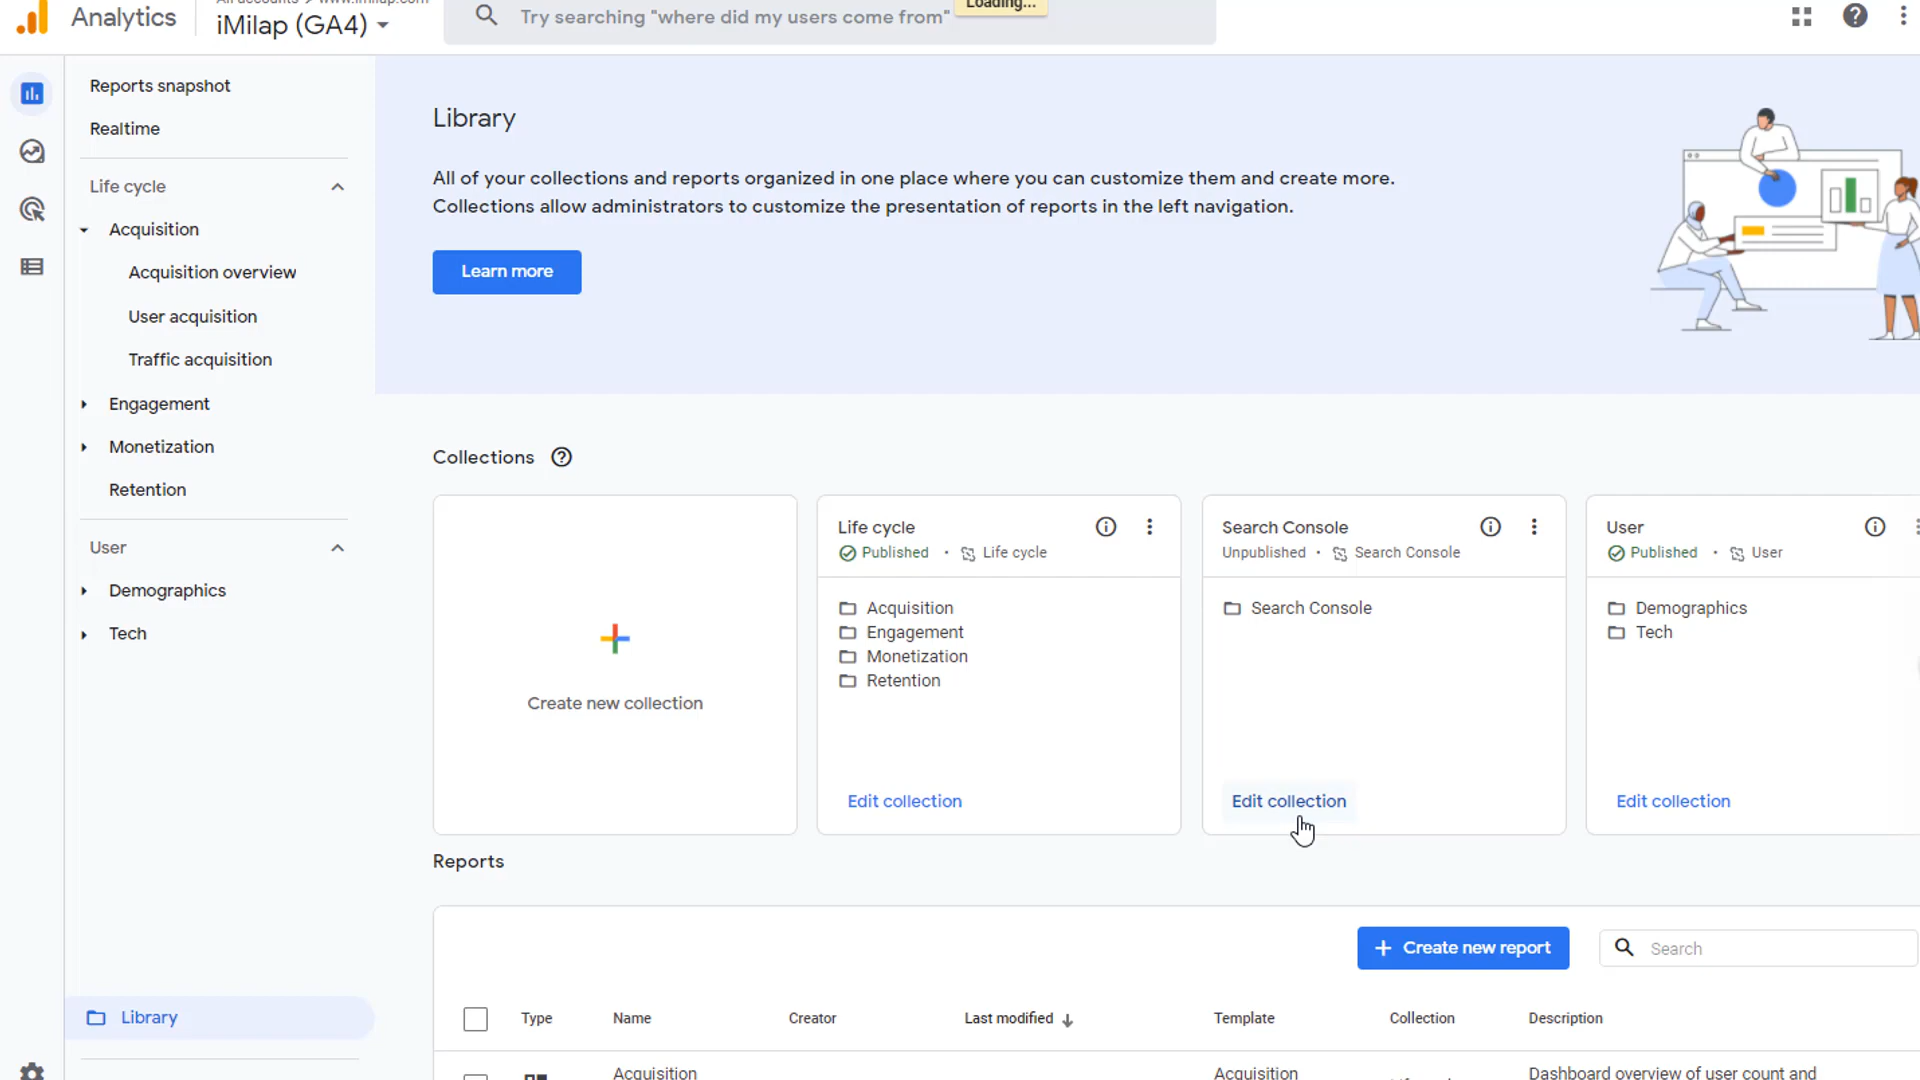 Analytics
All accounts > www.imilap.com
iMilap (GA4)
Try searching "where did my users come from"
Loading...
Reports snapshot
Realtime
Life cycle
Acquisition
Acquisition overview
User acquisition
Traffic acquisition
Engagement
Monetization
Retention
User
Demographics
Tech
Library
Library
All of your collections and reports organized in one place where you can customize them and create more.
Collections allow administrators to customize the presentation of reports in the left navigation.
Learn more
Collections
Create new collection
Life cycle
Published • Life cycle
Acquisition
Engagement
Monetization
Retention
Edit collection
Search Console
Unpublished • Search Console
Search Console
Edit collection
User
Published • User
Demographics
Tech
Edit collection
Reports
+ Create new report
Search
Type Name Creator Last modified Template Collection Description
Acquisition Acquisition Dashboard overview of user count and